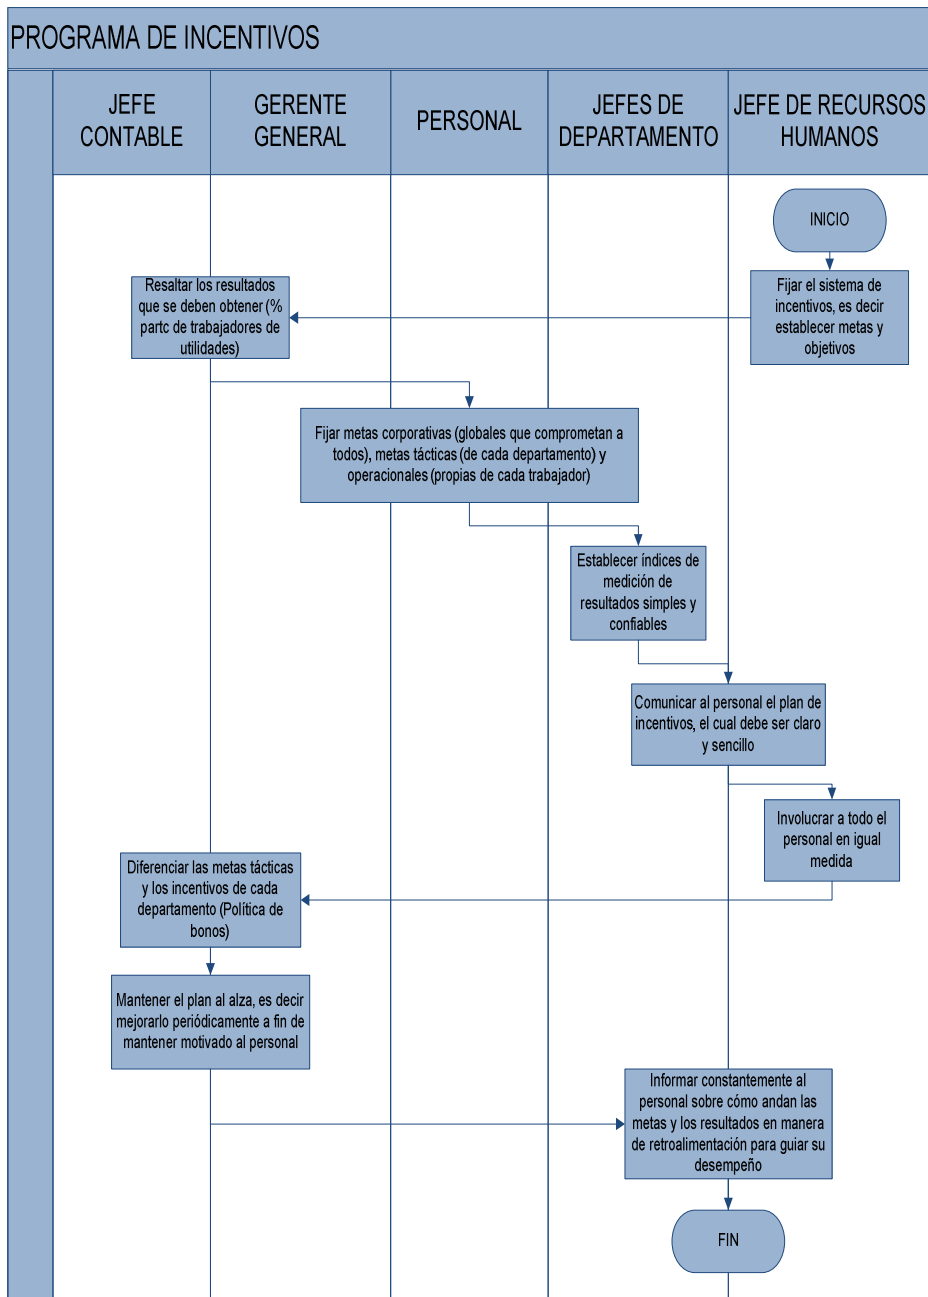 PROGRAMA DE INCENTIVOS
JEFE
CONTABLE
GERENTE
GENERAL
PERSONAL
JEFES DE
DEPARTAMENTO
JEFE DE RECURSOS
HUMANOS
INICIO
Fijar el sistema de
incentivos, es decir
establecer metas y
objetivos
Resaltar los resultados
que se deben obtener (%
partc de trabajadores de
utilidades)
Fijar metas corporativas (globales que comprometan a
todos), metas tácticas (de cada departamento) y
operacionales (propias de cada trabajador)
Establecer índices de
medición de
resultados simples y
confiables
Comunicar al personal el plan de
incentivos, el cual debe ser claro
y sencillo
Involucrar a todo el
personal en igual
medida
Diferenciar las metas tácticas
y los incentivos de cada
departamento (Política de
bonos)
Mantener el plan al alza, es decir
mejorarlo periódicamente a fin de
mantener motivado al personal
Informar constantemente al
personal sobre cómo andan las
metas y los resultados en manera
de retroalimentación para guiar su
desempeño
FIN